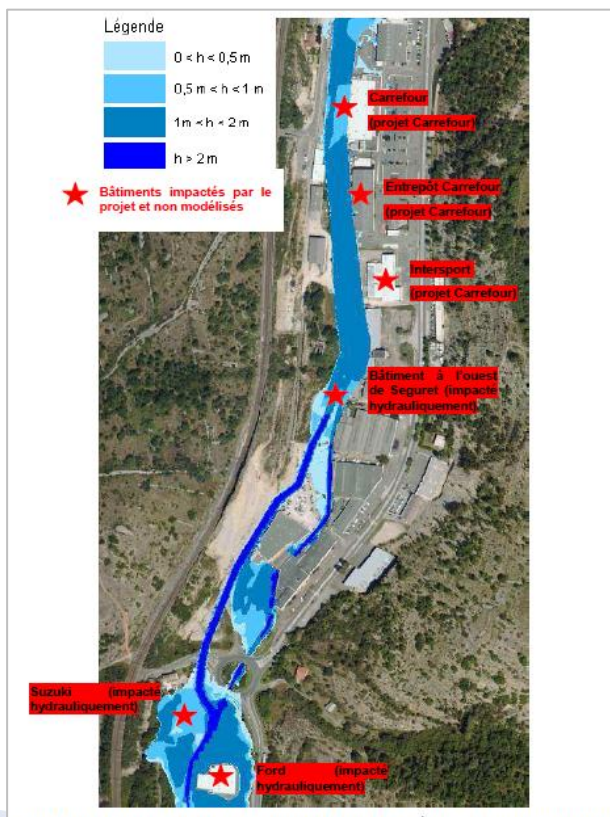 Légende
0 < h < 0,5 m
0,5 m < h < 1 m
1m < h < 2 m
h > 2 m
Bâtiments impactés par le
projet et non modélisés
Carrefour
(projet Carrefour)
Entrepôt Carrefour
(projet Carrefour)
Intersport
(projet Carrefour)
Bâtiment à l'ouest
de Seguret (impacté
hydrauliquement)
Suzuki (impacté
hydrauliquement)
Ford (impacté
hydrauliquement)